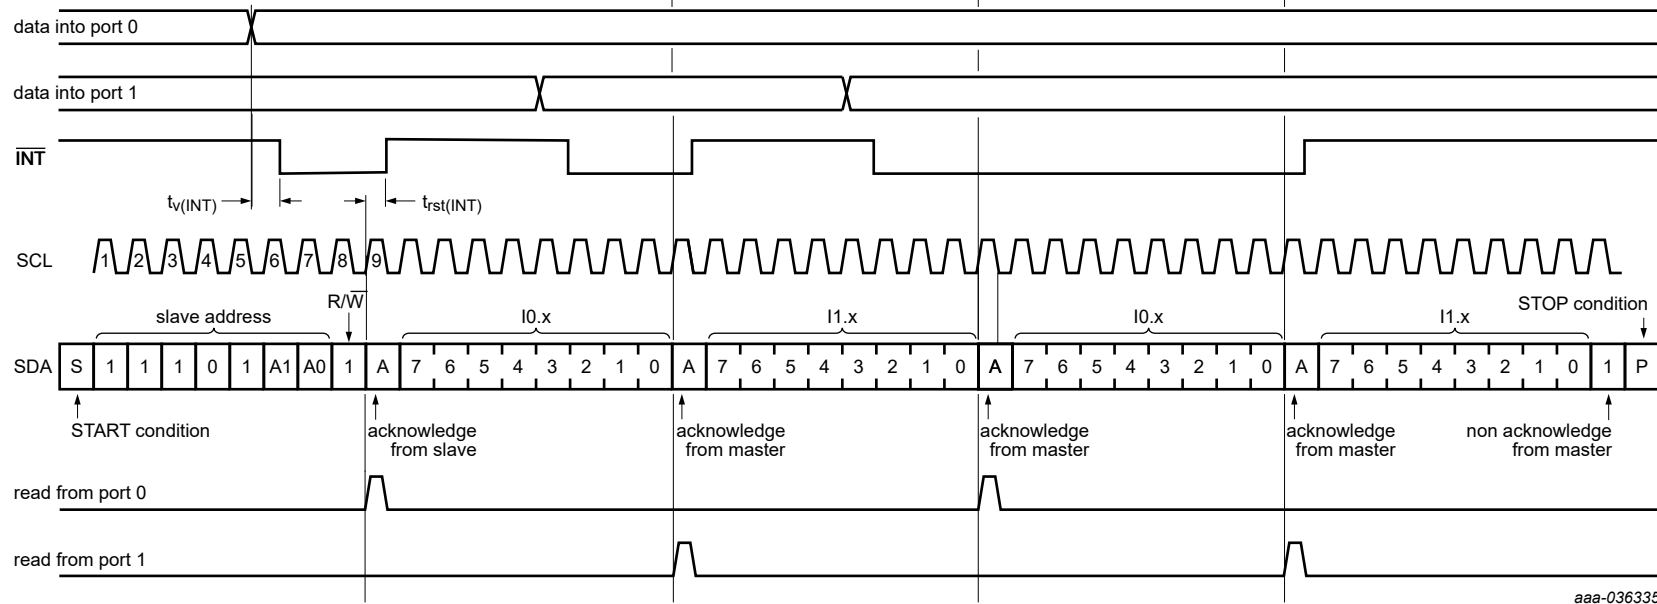 data into port 0
data into port 1
INT
tv(INT) trst(INT)
SCL 1 2 3 4 5 6 7 8 9
R/W STOP condition
slave address I0.x I1.x I0.x I1.x
SDA S 1 1 1 0 1 A1 A0 1 A 7 6 5 4 3 2 1 0 A 7 6 5 4 3 2 1 0 A 7 6 5 4 3 2 1 0 A 7 6 5 4 3 2 1 0 1 P
START condition acknowledge acknowledge acknowledge acknowledge non acknowledge
from slave from master from master from master from master
read from port 0
read from port 1
aaa-036335